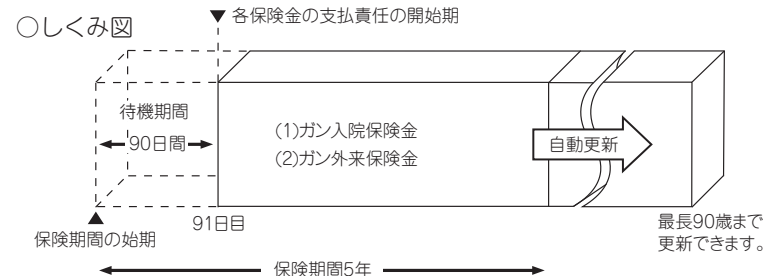 ▼ 各保険金の支払責任の開始期
○しくみ図
待機期間
90日間
(1)ガン入院保険金
(2)ガン外来保険金
自動更新
91日目
▲
保険期間の始期
最長90歳まで
更新できます。
保険期間5年